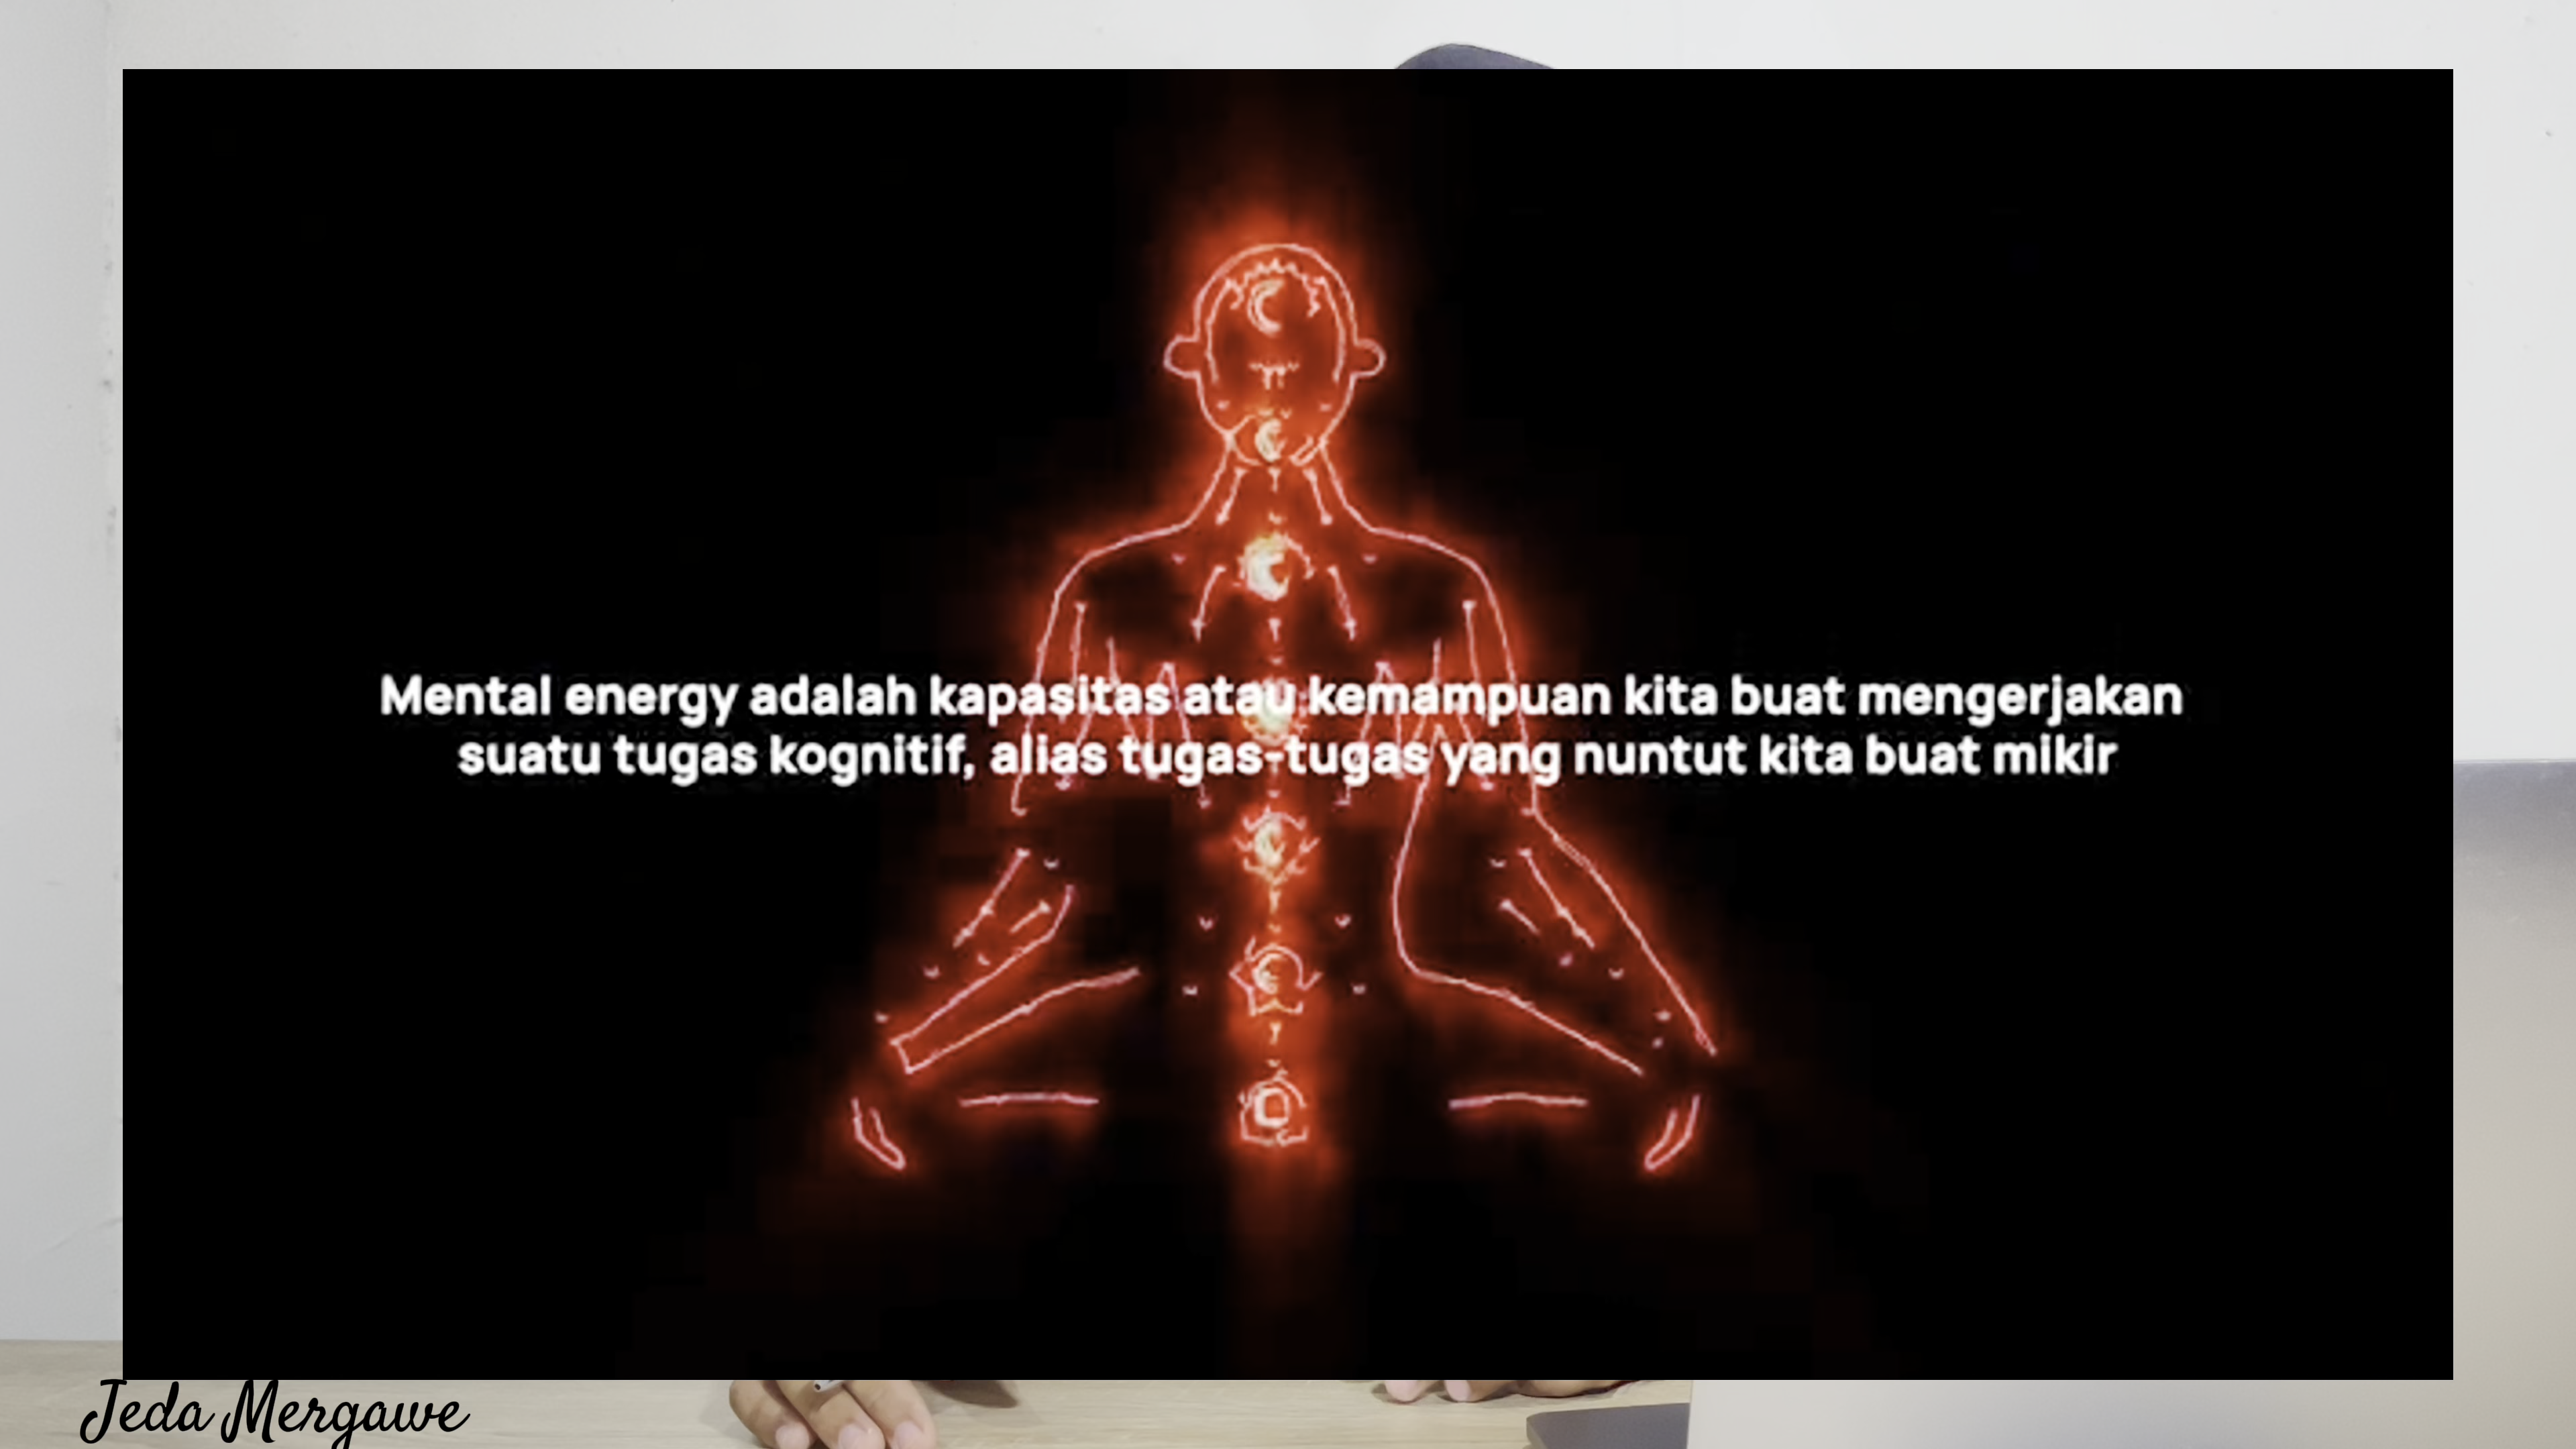 Mental energy adalah kapasitas atau kemampuan kita buat mengerjakan
suatu tugas kognitif, alias tugas-tugas yang nuntut kita buat mikir
Jeda Mergawe